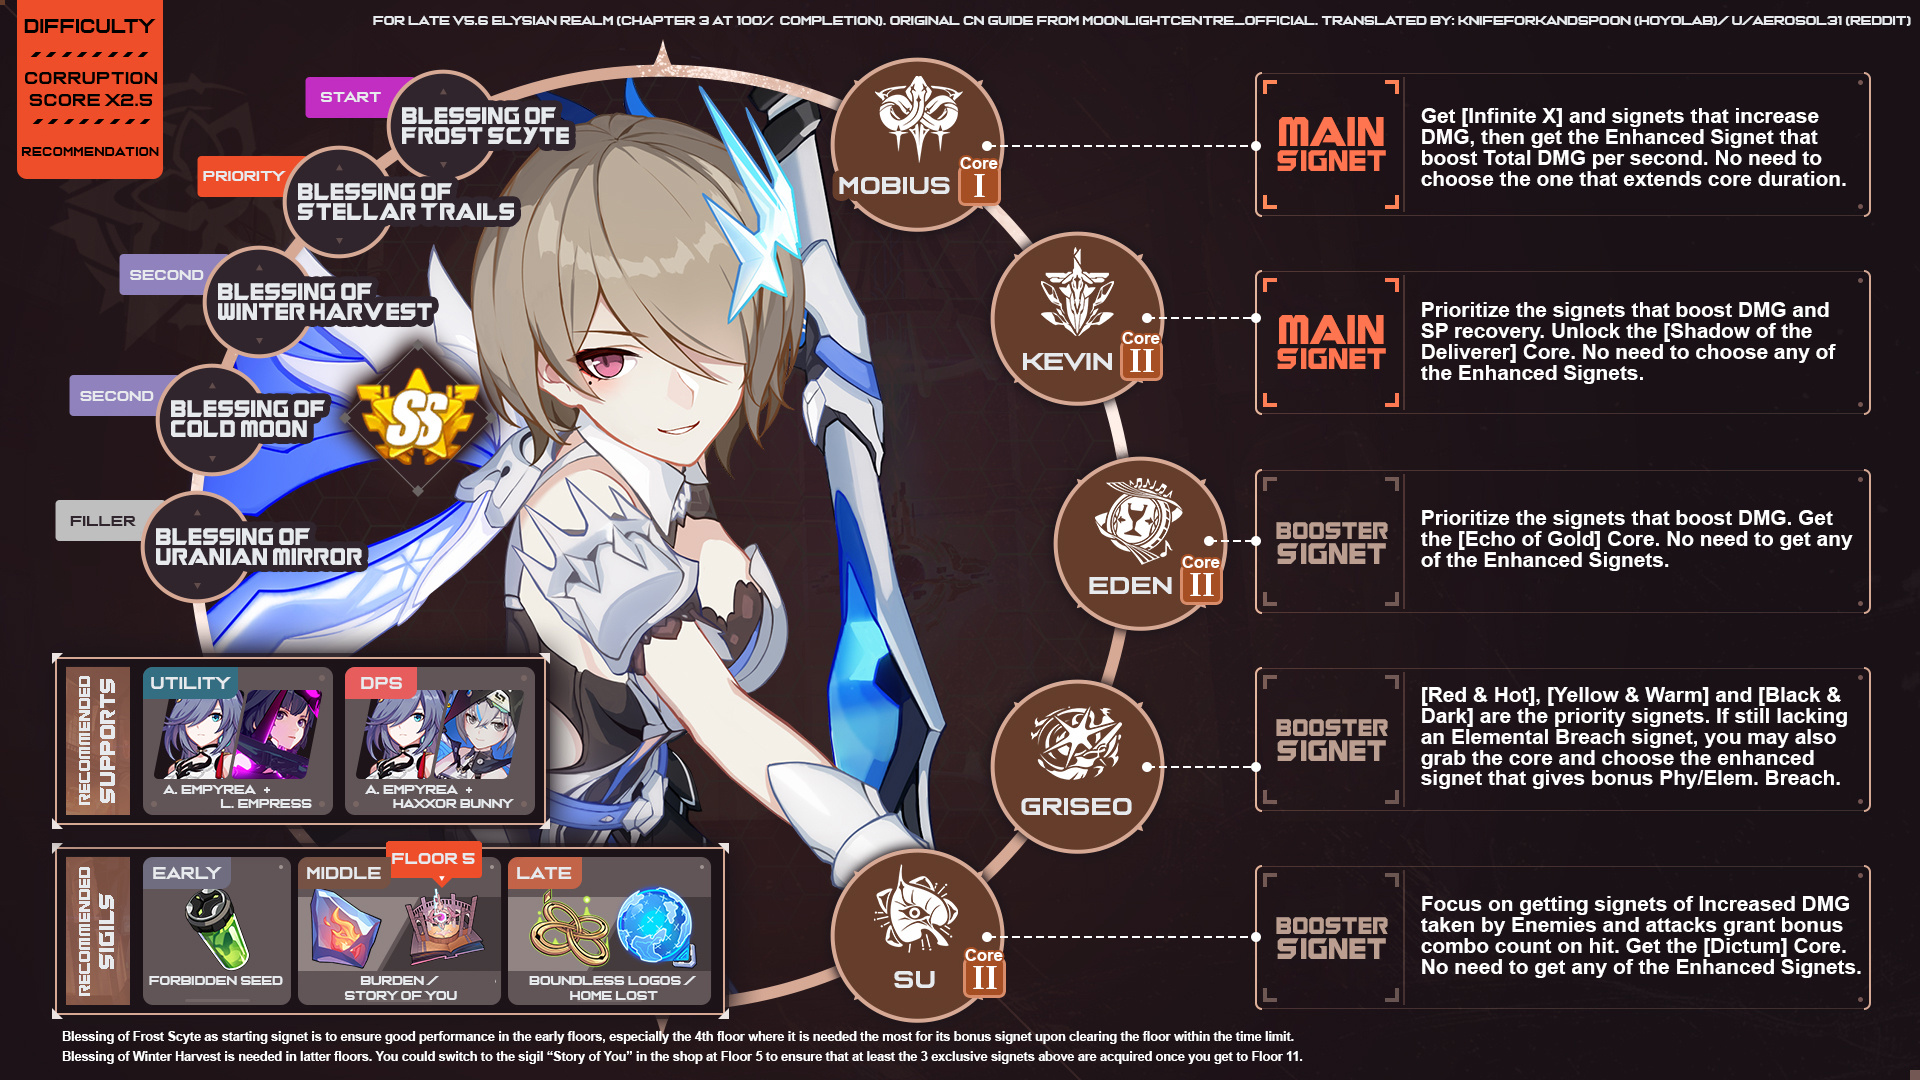 DIFFICULTY
CORRUPTION
SCORE X2.5
RECOMMENDATION
FOR LATE V5.6 ELYSIAN REALM (CHAPTER 3 AT 100% COMPLETION). ORIGINAL CN GUIDE FROM MOONLIGHTCENTRE_OFFICIAL. TRANSLATED BY: KNIFEFORKANDSPOON (HOYOLAB)/ U/AEROSOL31 (REDDIT)
START
BLESSING OF
FROST SCYTE
PRIORITY
BLESSING OF
STELLAR TRAILS
SECOND
BLESSING OF
WINTER HARVEST
SECOND
BLESSING OF
COLD MOON
FILLER
BLESSING OF
URANIAN MIRROR
SS
MOBIUS
Core
I
MAIN
SIGNET
Get [Infinite X] and signets that increase
DMG, then get the Enhanced Signet that
boost Total DMG per second. No need to
choose the one that extends core duration.
KEVIN
Core
II
MAIN
SIGNET
Prioritize the signets that boost DMG and
SP recovery. Unlock the [Shadow of the
Deliverer] Core. No need to choose any of
the Enhanced Signets.
EDEN
Core
II
BOOSTER
SIGNET
Prioritize the signets that boost DMG. Get
the [Echo of Gold] Core. No need to get any
of the Enhanced Signets.
GRISEO
BOOSTER
SIGNET
[Red & Hot], [Yellow & Warm] and [Black &
Dark] are the priority signets. If still lacking
an Elemental Breach signet, you may also
grab the core and choose the enhanced
signet that gives bonus Phy/Elem. Breach.
SU
Core
II
BOOSTER
SIGNET
Focus on getting signets of Increased DMG
taken by Enemies and attacks grant bonus
combo count on hit. Get the [Dictum] Core.
No need to get any of the Enhanced Signets.
RECOMMENDED
SUPPORTS
UTILITY
A. EMPYREA +
L. EMPRESS
DPS
A. EMPYREA +
HAXXOR BUNNY
RECOMMENDED
SIGILS
EARLY
FORBIDDEN SEED
MIDDLE
FLOOR 5
BURDEN /
STORY OF YOU
LATE
BOUNDLESS LOGOS /
HOME LOST
Blessing of Frost Scyte as starting signet is to ensure good performance in the early floors, especially the 4th floor where it is needed the most for its bonus signet upon clearing the floor within the time limit.
Blessing of Winter Harvest is needed in latter floors. You could switch to the sigil “Story of You” in the shop at Floor 5 to ensure that at least the 3 exclusive signets above are acquired once you get to Floor 11.